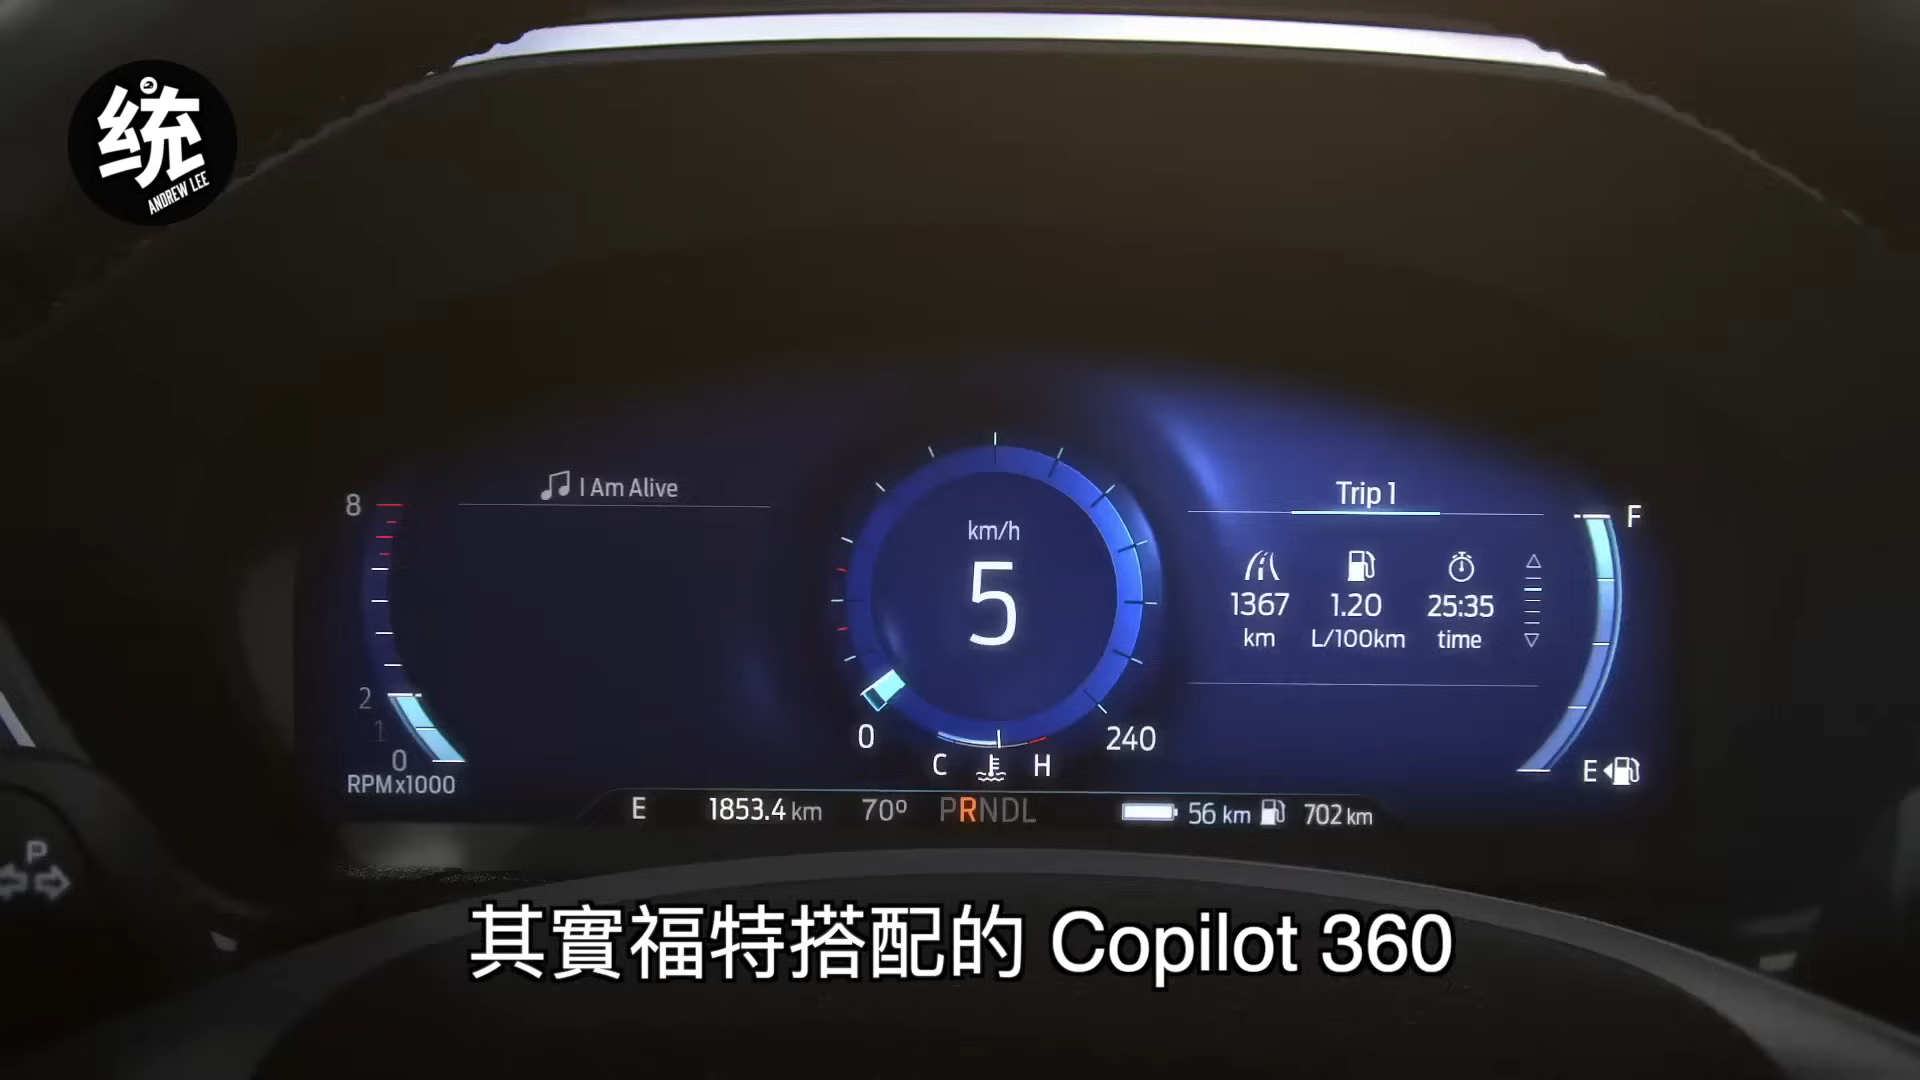 统
ANDREW LEE
I Am Alive
8
2
1
0
RPMx1000
km/h
5
0
240
C
H
Trip 1
1367
km
1.20
L/100km
25:35
time
F
E
E
1853.4 km
70°
PRNDL
56 km
702 km
P
其實福特搭配的 Copilot 360